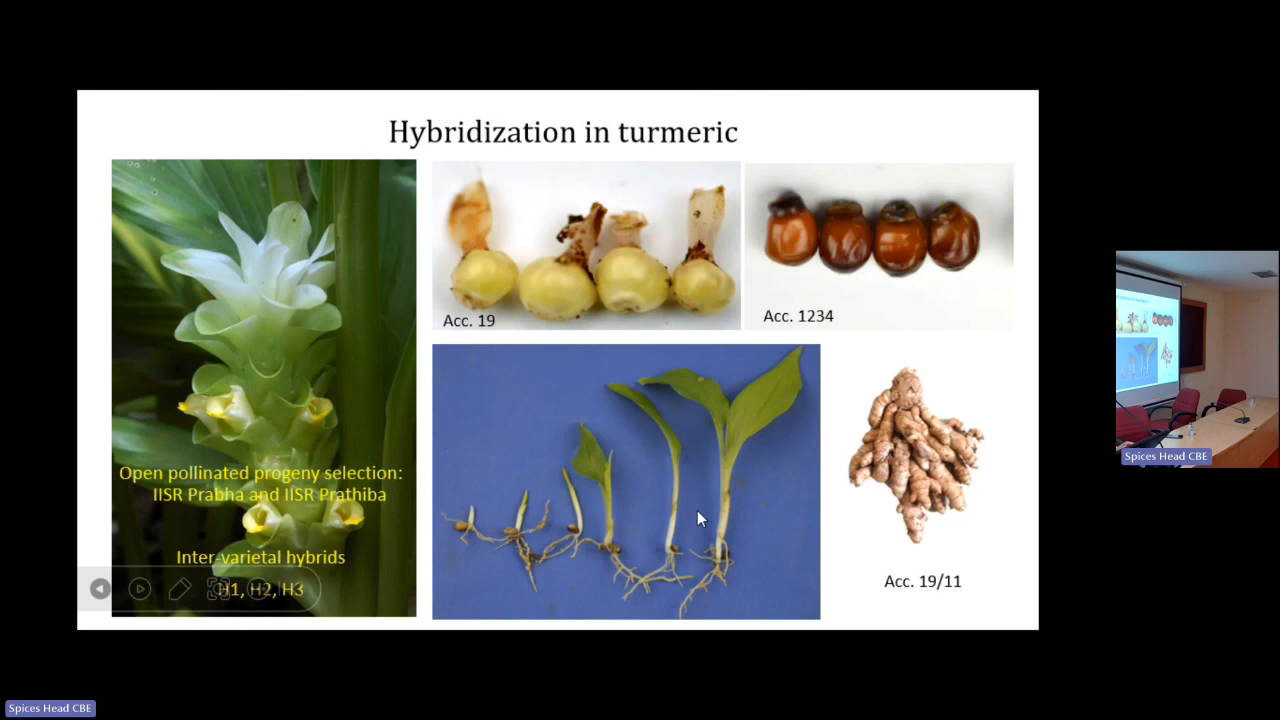 Hybridization in turmeric
Acc. 19
Acc. 1234
Open pollinated progeny selection:
IISR Prabha and IISR Prathiba
Inter-varietal hybrids
H1, H2, H3
Acc. 19/11
Spices Head CBE
Spices Head CBE